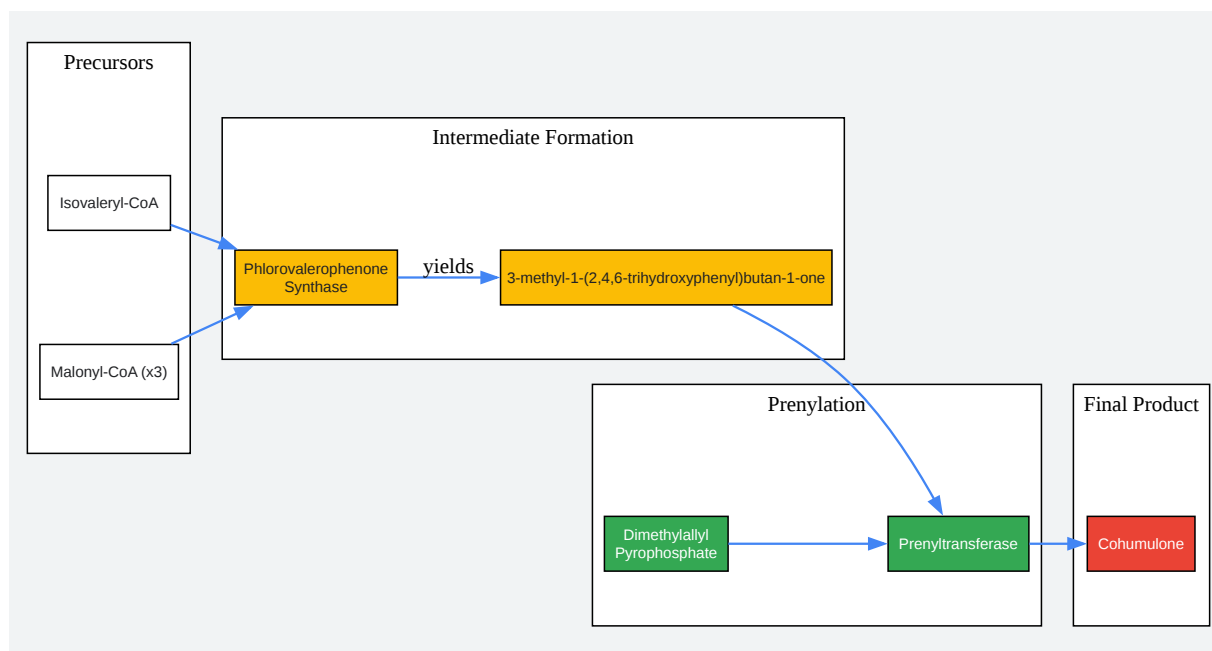 Precursors
Isovaleryl-CoA
Malonyl-CoA (x3)
Intermediate Formation
Phlorovalerophenone
Synthase
yields
3-methyl-1-(2,4,6-trihydroxyphenyl)butan-1-one
Prenylation
Dimethylallyl
Pyrophosphate
Prenyltransferase
Final Product
Cohumulone